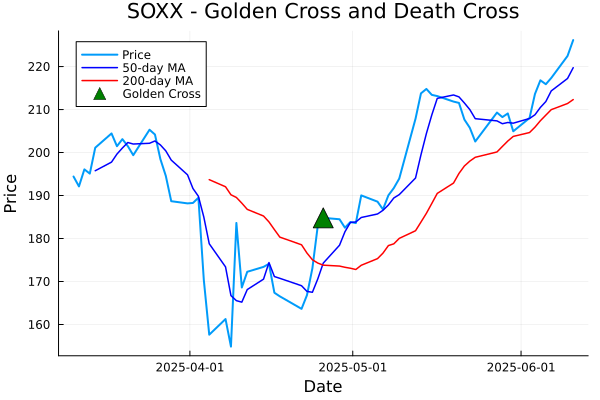 SOXX - Golden Cross and Death Cross
Price
50-day MA
200-day MA
Golden Cross
220
210
200
190
180
170
160
Price
2025-04-01
2025-05-01
2025-06-01
Date